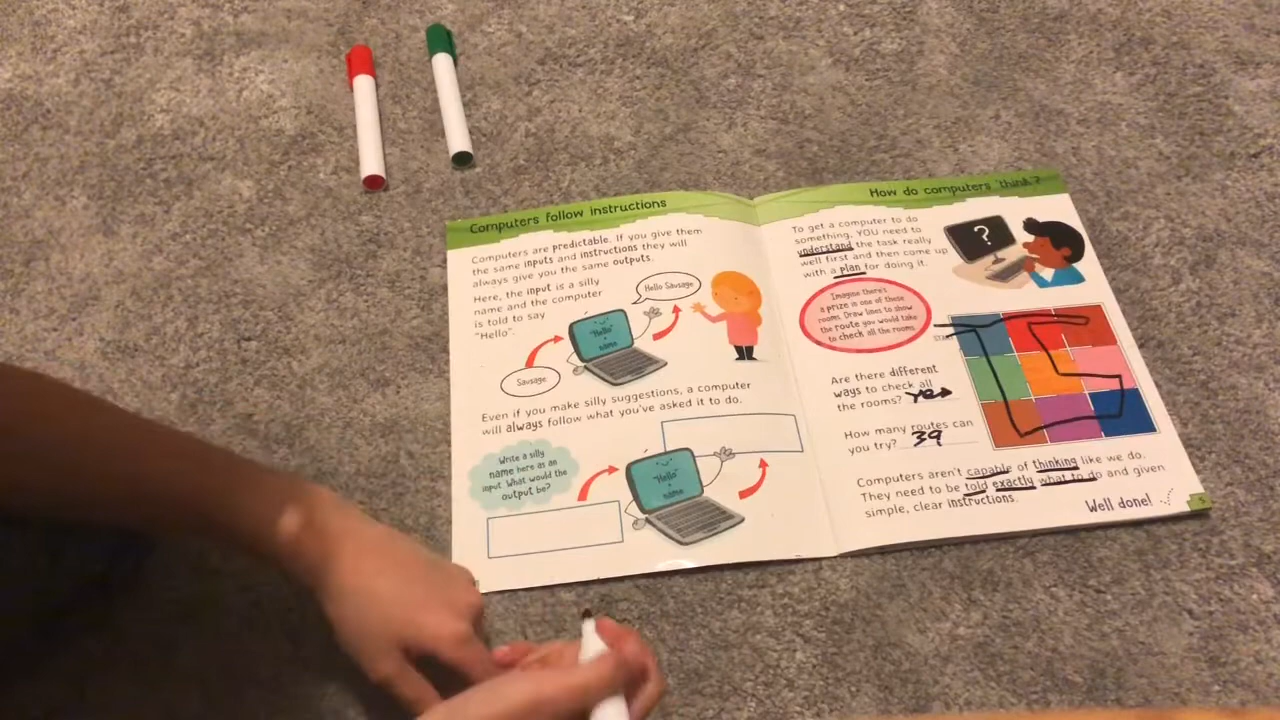 Computers follow instructions
Computers are predictable. If you give them
the same inputs and instructions they will
always give you the same outputs.
Here, the input is a silly
name and the computer
is told to say
"Hello".
Hello Sausage
"Hello"
+
name
Sausage
Even if you make silly suggestions, a computer
will always follow what you've asked it to do.
Write a silly
name here as an
input. What would the
output be?
"Hello"
+
name
How do computers 'think'?
To get a computer to do
something, YOU need to
understand the task really
well first and then come up
with a plan for doing it.
?
Imagine there's
a prize in one of these
rooms. Draw lines to show
the route you would take
to check all the rooms.
Are there different
ways to check all
the rooms? yes
How many routes can
you try? 39
Computers aren't capable of thinking like we do.
They need to be told exactly what to do and given
simple, clear instructions.
Well done!